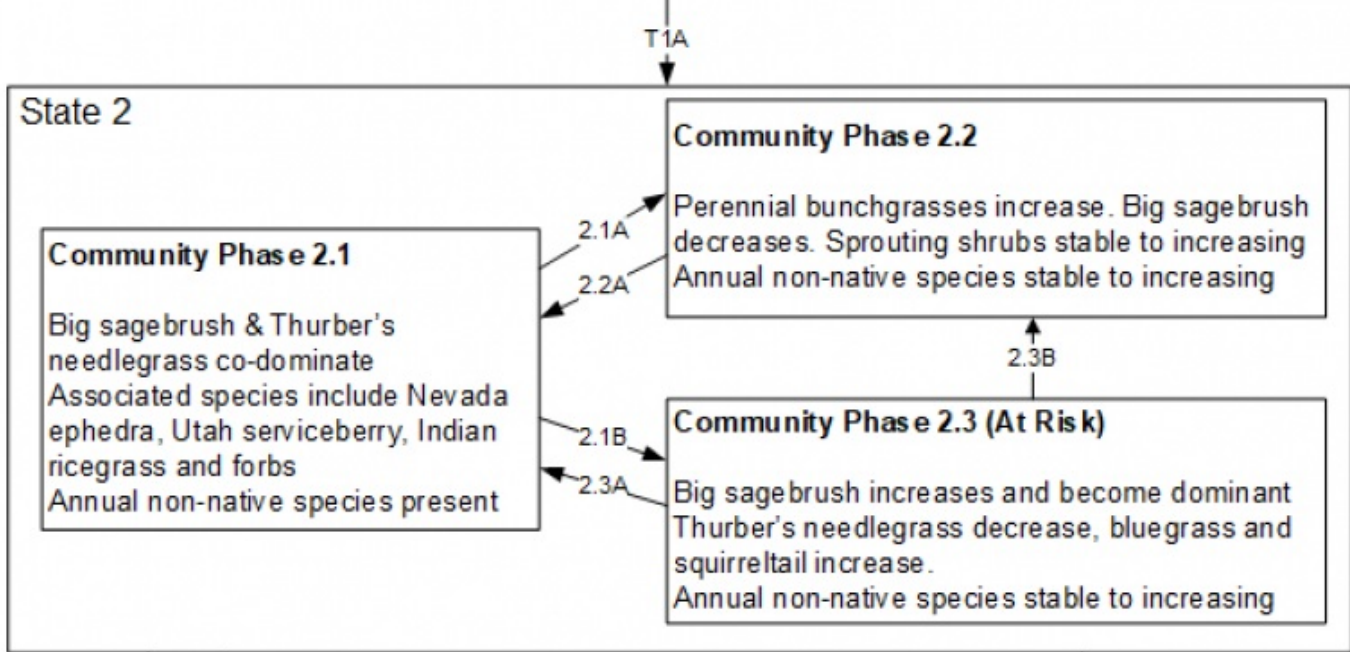 T1A
State 2
Community Phase 2.2
Perennial bunchgrasses increase. Big sagebrush
decreases. Sprouting shrubs stable to increasing
Annual non-native species stable to increasing
2.1A
2.2A
Community Phase 2.1
Big sagebrush & Thurber's
needlegrass co-dominate
Associated species include Nevada
ephedra, Utah serviceberry, Indian
ricegrass and forbs
Annual non-native species present
2.3B
2.1B
2.3A
Community Phase 2.3 (At Risk)
Big sagebrush increases and become dominant
Thurber's needlegrass decrease, bluegrass and
squirreltail increase.
Annual non-native species stable to increasing